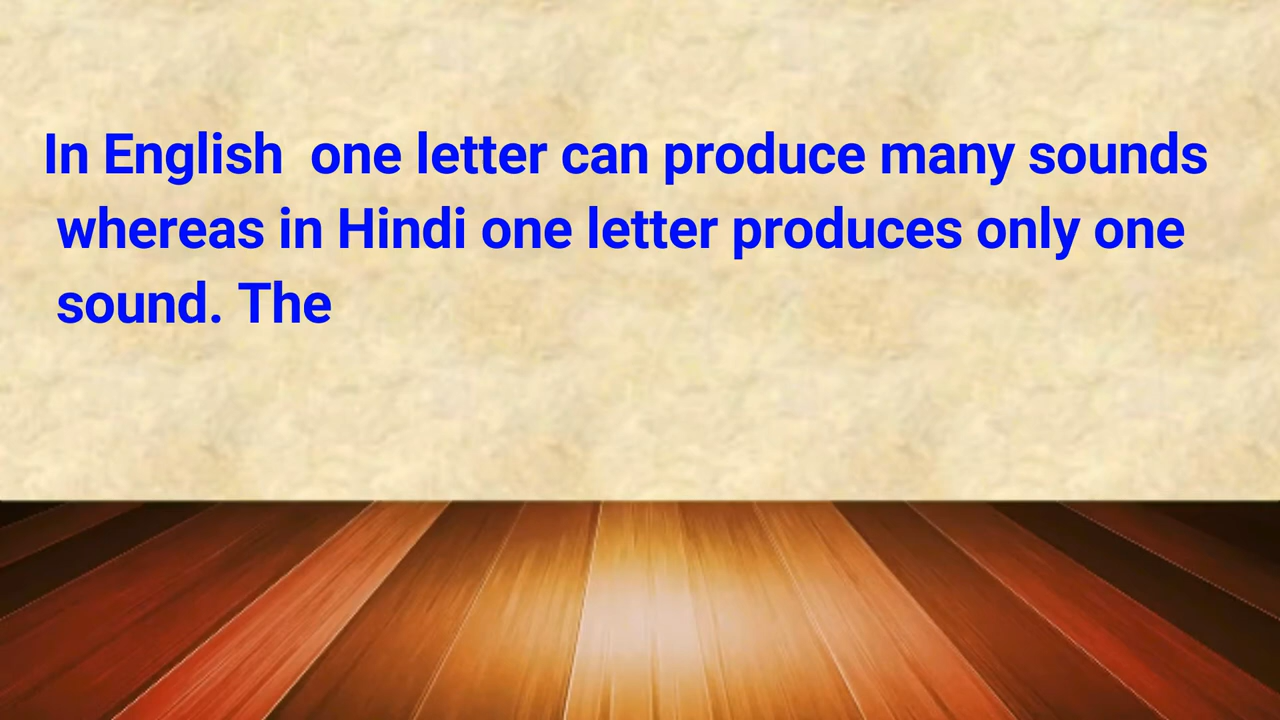 In English  one letter can produce many sounds
whereas in Hindi one letter produces only one
sound. The